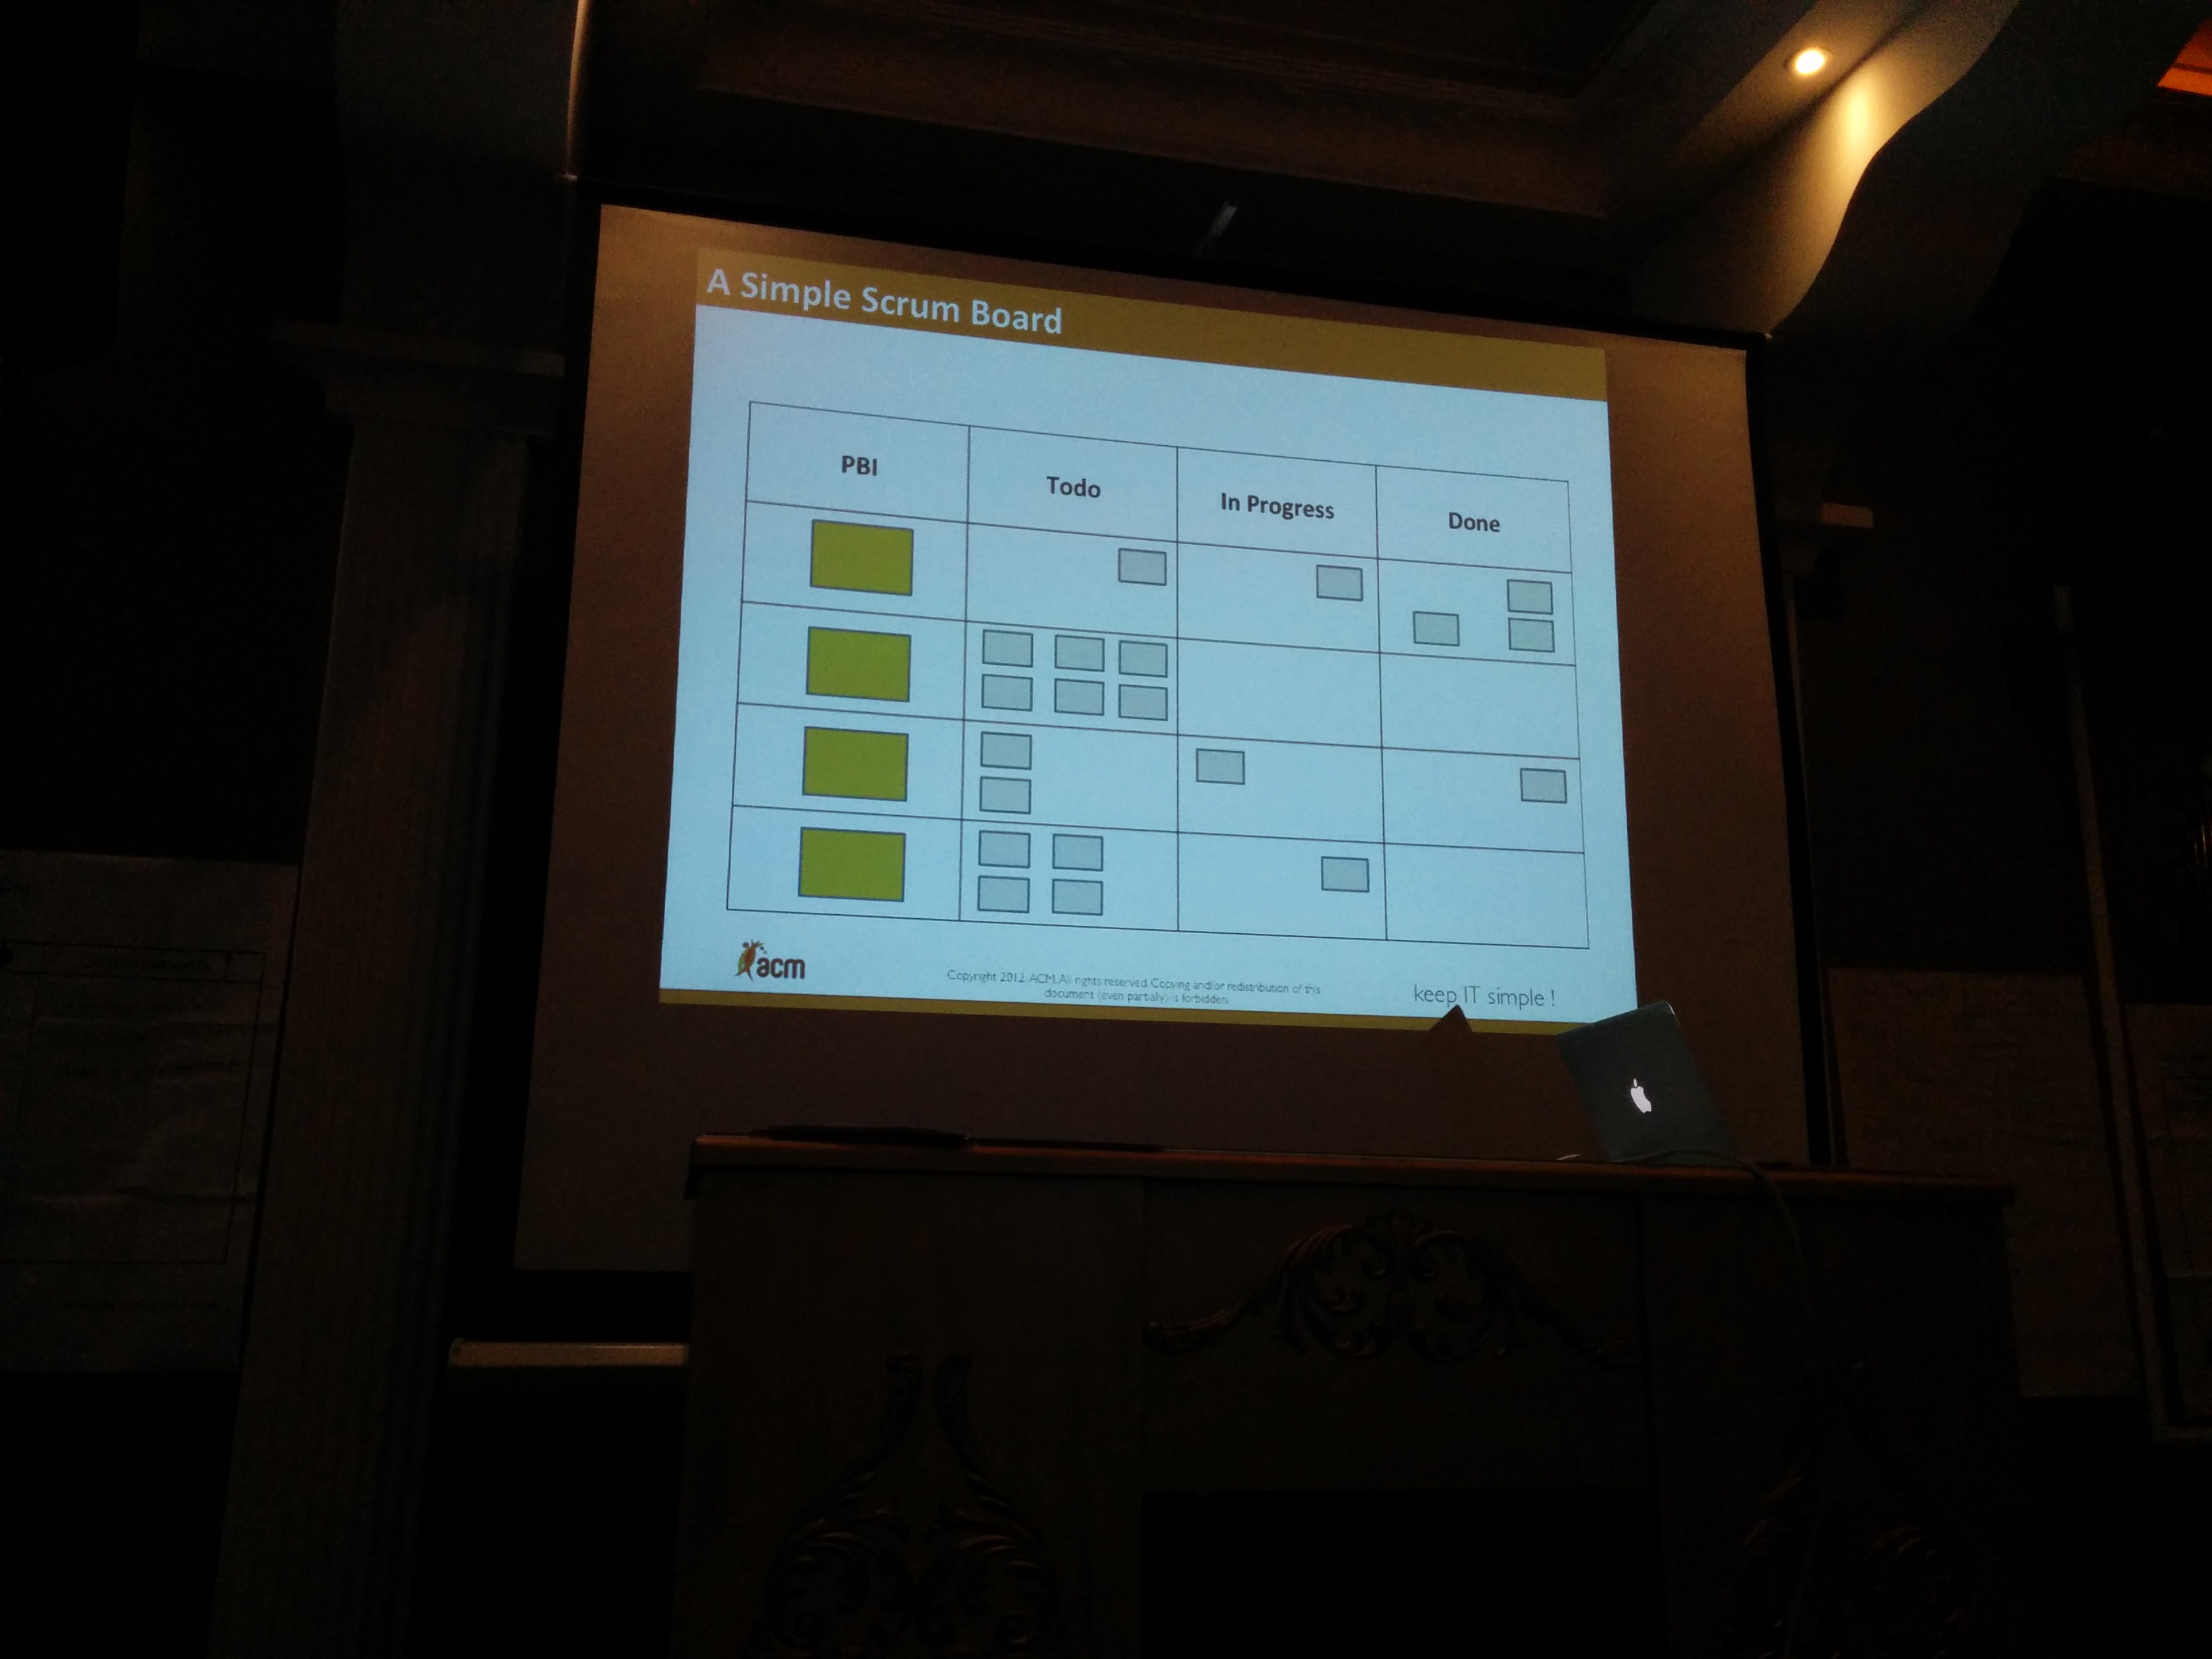 A Simple Scrum Board
PBI
Todo
In Progress
Done
acm
Copyright 2012. ACM. All rights reserved. Copying and/or redistribution of this
document (even partially) is forbidden.
keep IT simple !